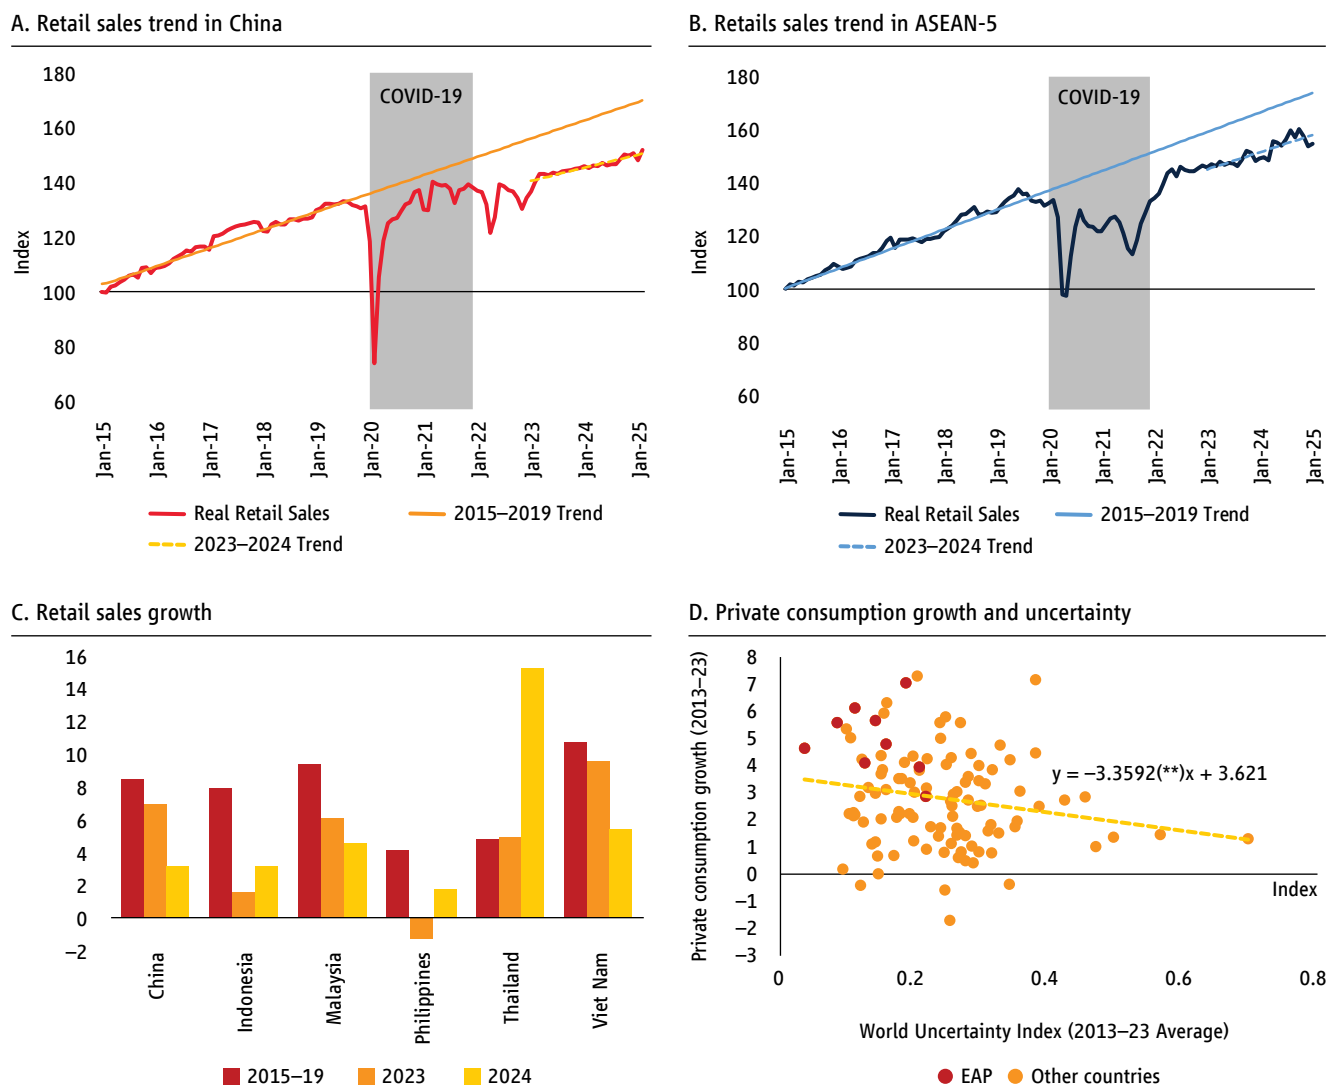 A. Retail sales trend in China
180
160
140
120
100
80
60
Index
COVID-19
Jan-15
Jan-16
Jan-17
Jan-18
Jan-19
Jan-20
Jan-21
Jan-22
Jan-23
Jan-24
Jan-25
Real Retail Sales
2015–2019 Trend
2023–2024 Trend
B. Retails sales trend in ASEAN-5
180
160
140
120
100
80
60
Index
COVID-19
Jan-15
Jan-16
Jan-17
Jan-18
Jan-19
Jan-20
Jan-21
Jan-22
Jan-23
Jan-24
Jan-25
Real Retail Sales
2015–2019 Trend
2023–2024 Trend
C. Retail sales growth
16
14
12
10
8
6
4
2
0
–2
China
Indonesia
Malaysia
Philippines
Thailand
Viet Nam
2015–19
2023
2024
D. Private consumption growth and uncertainty
Private consumption growth (2013–23)
8
7
6
5
4
3
2
1
0
–1
–2
–3
y = –3.3592(**)x + 3.621
Index
0
0.2
0.4
0.6
0.8
World Uncertainty Index (2013–23 Average)
EAP
Other countries